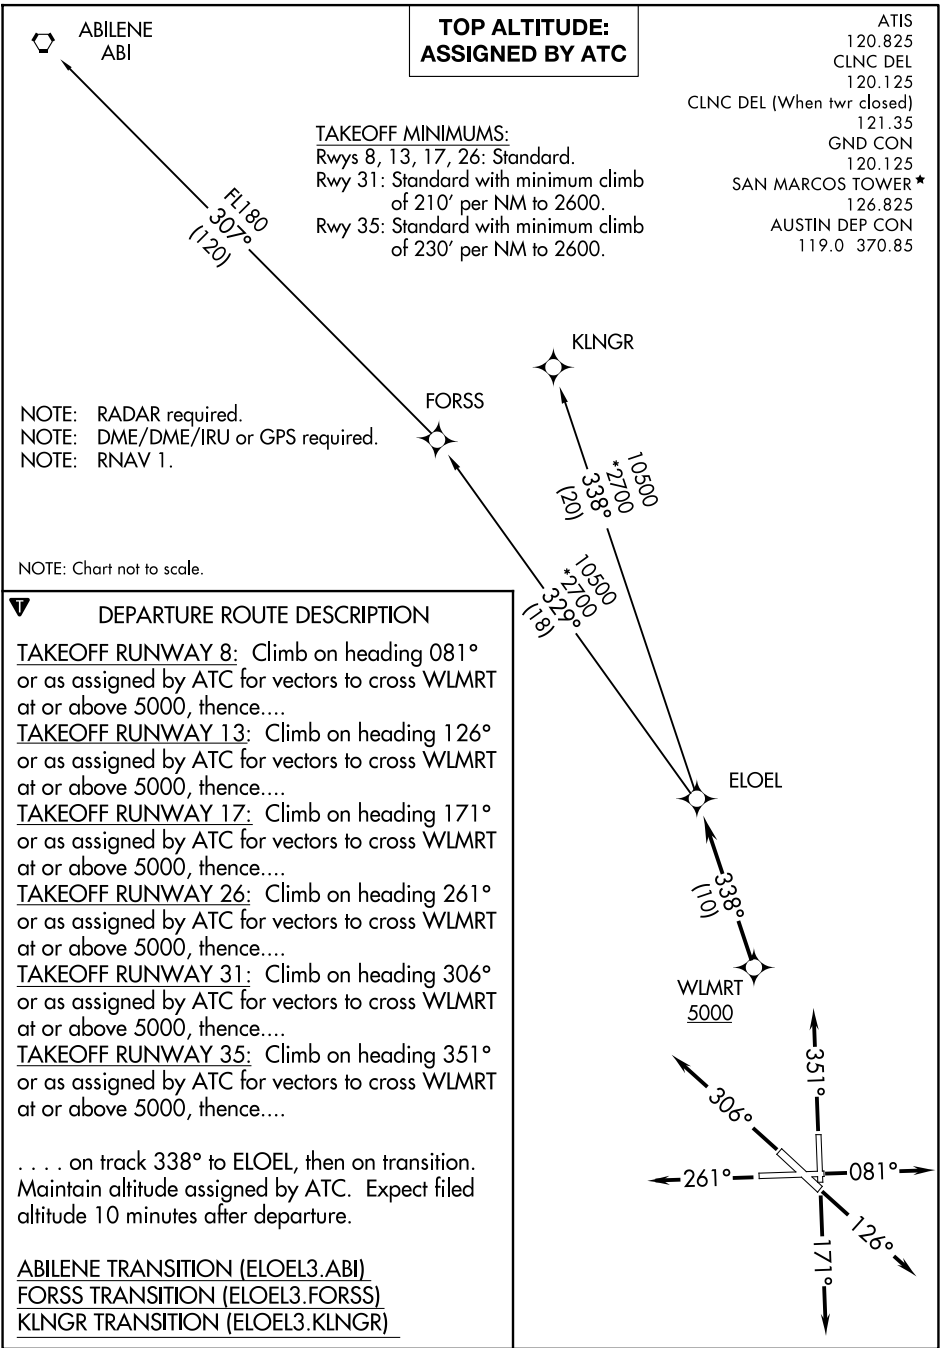 ABILENE
ABI
TOP ALTITUDE:
ASSIGNED BY ATC
ATIS
120.825
CLNC DEL
120.125
CLNC DEL (When twr closed)
121.35
GND CON
120.125
SAN MARCOS TOWER★
126.825
AUSTIN DEP CON
119.0 370.85
TAKEOFF MINIMUMS:
Rwys 8, 13, 17, 26: Standard.
Rwy 31: Standard with minimum climb
of 210' per NM to 2600.
Rwy 35: Standard with minimum climb
of 230' per NM to 2600.
FL180
307°
(120)
KLNGR
FORSS
NOTE: RADAR required.
NOTE: DME/DME/IRU or GPS required.
NOTE: RNAV 1.
10500
*2700
338°
(20)
10500
*2700
329°
(18)
NOTE: Chart not to scale.
ELOEL
338°
(10)
WLMRT
5000
351°
306°
261°
081°
126°
171°
T
DEPARTURE ROUTE DESCRIPTION
TAKEOFF RUNWAY 8: Climb on heading 081°
or as assigned by ATC for vectors to cross WLMRT
at or above 5000, thence....
TAKEOFF RUNWAY 13: Climb on heading 126°
or as assigned by ATC for vectors to cross WLMRT
at or above 5000, thence....
TAKEOFF RUNWAY 17: Climb on heading 171°
or as assigned by ATC for vectors to cross WLMRT
at or above 5000, thence....
TAKEOFF RUNWAY 26: Climb on heading 261°
or as assigned by ATC for vectors to cross WLMRT
at or above 5000, thence....
TAKEOFF RUNWAY 31: Climb on heading 306°
or as assigned by ATC for vectors to cross WLMRT
at or above 5000, thence....
TAKEOFF RUNWAY 35: Climb on heading 351°
or as assigned by ATC for vectors to cross WLMRT
at or above 5000, thence....
. . . . on track 338° to ELOEL, then on transition.
Maintain altitude assigned by ATC. Expect filed
altitude 10 minutes after departure.
ABILENE TRANSITION (ELOEL3.ABI)
FORSS TRANSITION (ELOEL3.FORSS)
KLNGR TRANSITION (ELOEL3.KLNGR)